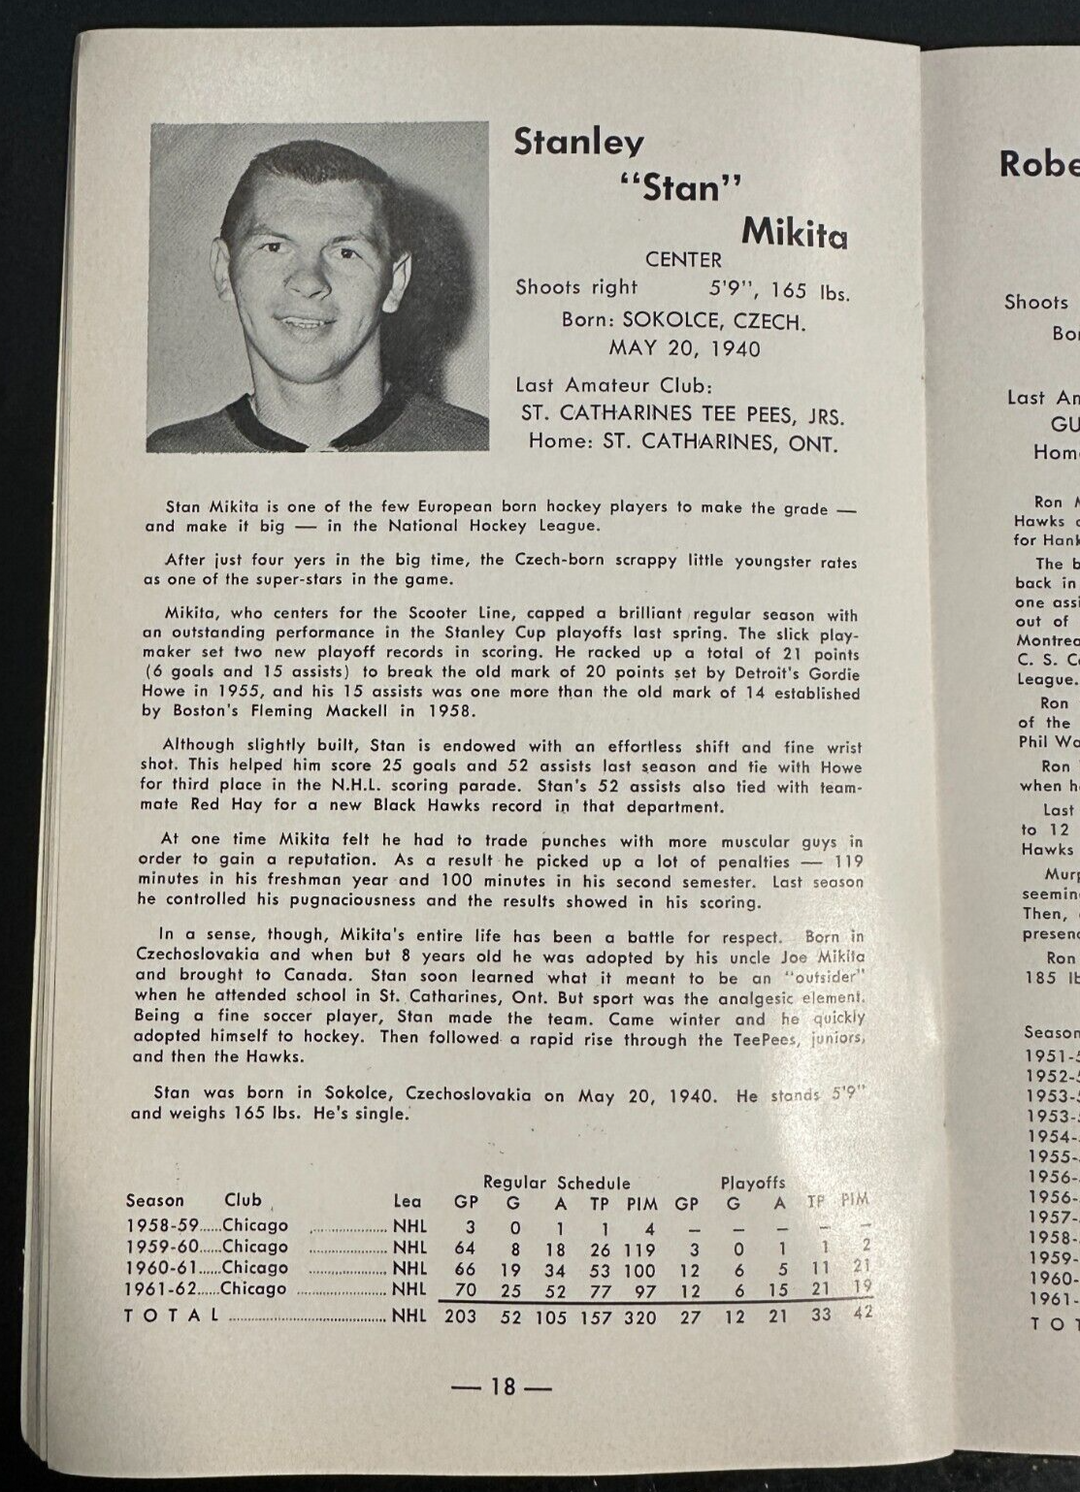 Stanley
“Stan”
Mikita
CENTER
Shoots right 5'9", 165 lbs.
Born: SOKOLCE, CZECH.
MAY 20, 1940
Last Amateur Club:
ST. CATHARINES TEE PEES, JRS.
Home: ST. CATHARINES, ONT.
Stan Mikita is one of the few European born hockey players to make the grade —
and make it big — in the National Hockey League.
After just four yers in the big time, the Czech-born scrappy little youngster rates
as one of the super-stars in the game.
Mikita, who centers for the Scooter Line, capped a brilliant regular season with
an outstanding performance in the Stanley Cup playoffs last spring. The slick play-
maker set two new playoff records in scoring. He racked up a total of 21 points
(6 goals and 15 assists) to break the old mark of 20 points set by Detroit's Gordie
Howe in 1955, and his 15 assists was one more than the old mark of 14 established
by Boston's Fleming Mackell in 1958.
Although slightly built, Stan is endowed with an effortless shift and fine wrist
shot. This helped him score 25 goals and 52 assists last season and tie with Howe
for third place in the N.H.L. scoring parade. Stan's 52 assists also tied with team-
mate Red Hay for a new Black Hawks record in that department.
At one time Mikita felt he had to trade punches with more muscular guys in
order to gain a reputation. As a result he picked up a lot of penalties — 119
minutes in his freshman year and 100 minutes in his second semester. Last season
he controlled his pugnaciousness and the results showed in his scoring.
In a sense, though, Mikita's entire life has been a battle for respect. Born in
Czechoslovakia and when but 8 years old he was adopted by his uncle Joe Mikita
and brought to Canada. Stan soon learned what it meant to be an “outsider”
when he attended school in St. Catharines, Ont. But sport was the analgesic element.
Being a fine soccer player, Stan made the team. Came winter and he quickly
adopted himself to hockey. Then followed a rapid rise through the TeePees, juniors,
and then the Hawks.
Stan was born in Sokolce, Czechoslovakia on May 20, 1940. He stands 5'9"
and weighs 165 lbs. He's single.
Regular Schedule Playoffs
Season Club Lea GP G A TP PIM GP G A TP PIM
1958-59......Chicago .................... NHL 3 0 1 1 4 — — — — —
1959-60......Chicago .................... NHL 64 8 18 26 119 3 0 1 1 2
1960-61......Chicago .................... NHL 66 19 34 53 100 12 6 5 11 21
1961-62......Chicago .................... NHL 70 25 52 77 97 12 6 15 21 19
TOTAL .................... NHL 203 52 105 157 320 27 12 21 33 42
— 18 —
Shoots
Hawks
for Hank
The
back in
one
out of
C. S.
League.
Ron
of the
Phil
Ron
when
Last
to 12
Hawks
Then,
Ron
185
Season